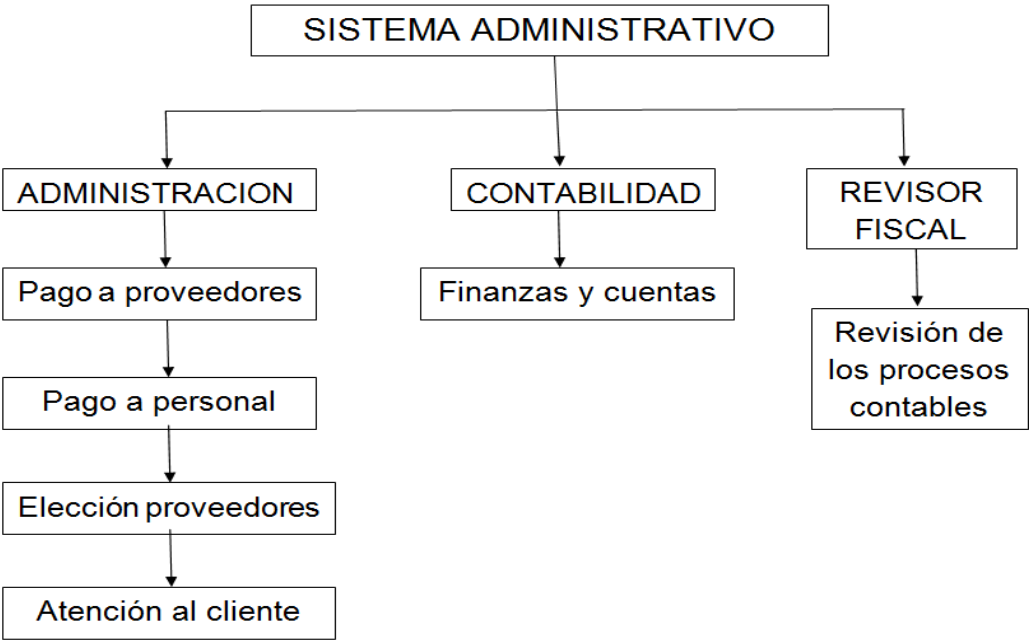 SISTEMA ADMINISTRATIVO
ADMINISTRACION
Pago a proveedores
Pago a personal
Elección proveedores
Atención al cliente
CONTABILIDAD
Finanzas y cuentas
REVISOR
FISCAL
Revisión de
los procesos
contables